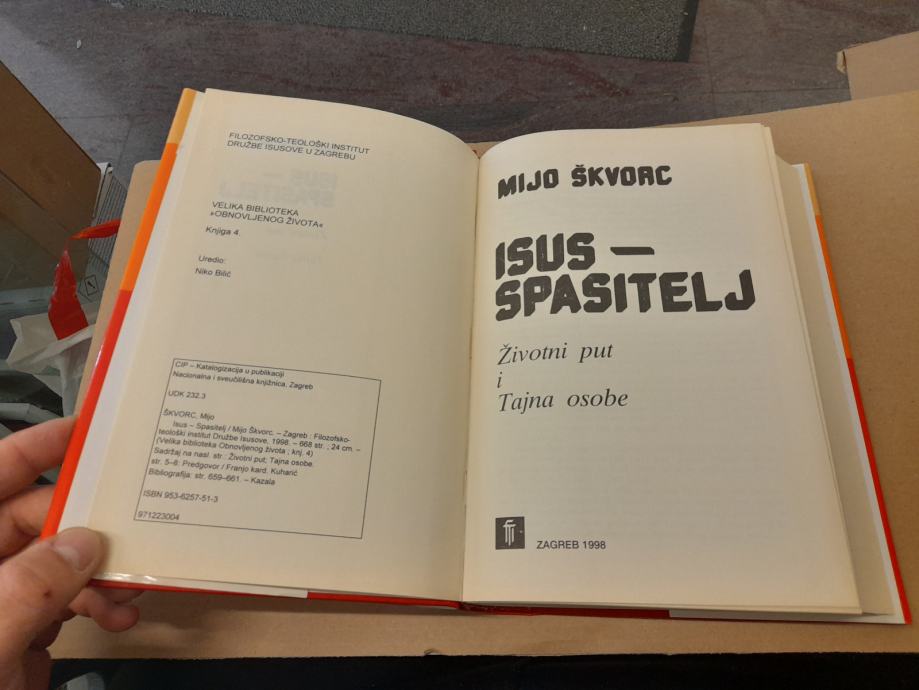 FILOZOFSKO-TEOLOŠKI INSTITUT
DRUŽBE ISUSOVE U ZAGREBU
VELIKA BIBLIOTEKA
»OBNOVLJENOG ŽIVOTA«
Knjiga 4.
Uredio:
Niko Bilić
CIP – Katalogizacija u publikaciji
Nacionalna i sveučilišna knjižnica, Zagreb
UDK 232.3
ŠKVORC, Mijo
Isus – Spasitelj / Mijo Škvorc. – Zagreb : Filozofsko-
teološki institut Družbe Isusove, 1998. – 668 str. ; 24 cm. –
(Velika biblioteka Obnovljenog života ; knj. 4)
Sadržaj na nasl. str.: Životni put; Tajna osobe.
str. 5–8: Predgovor / Franjo kard. Kuharić
Bibliografija: str. 659–661. – Kazala
ISBN 953-6257-51-3
971223004
MIJO ŠKVORC
ISUS –
SPASITELJ
Životni put
i
Tajna osobe
fti
ZAGREB 1998